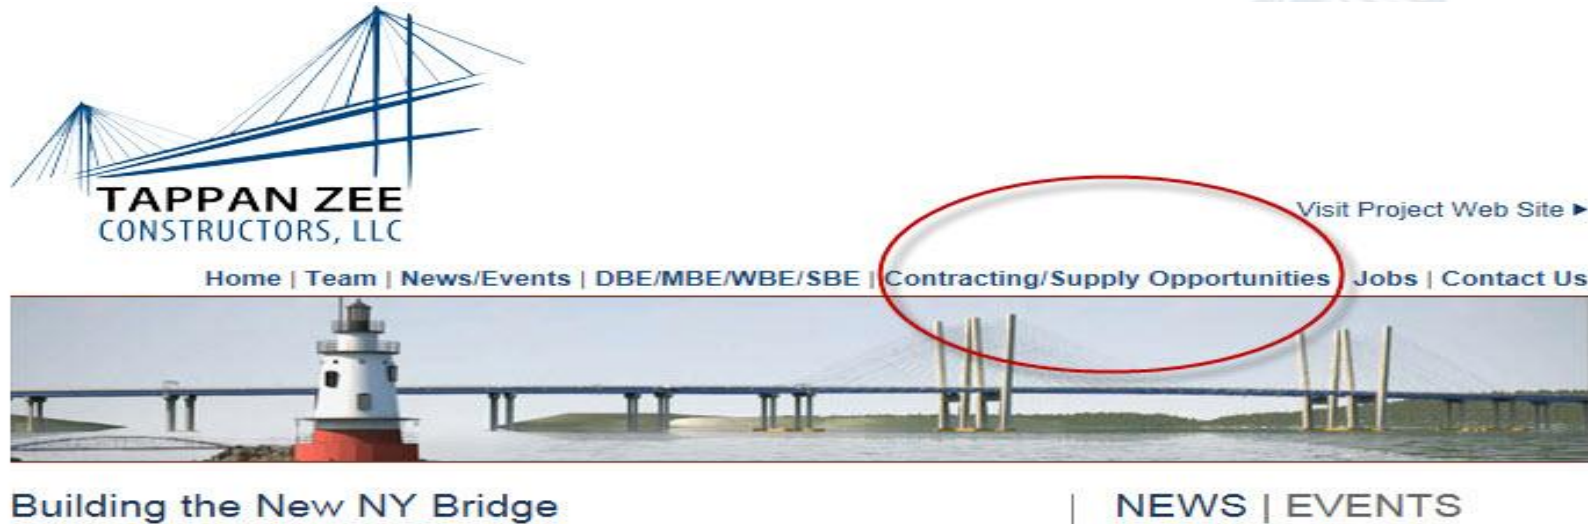 TAPPAN ZEE
CONSTRUCTORS, LLC
Visit Project Web Site ►
Home | Team | News/Events | DBE/MBE/WBE/SBE | Contracting/Supply Opportunities | Jobs | Contact Us
Building the New NY Bridge | NEWS | EVENTS